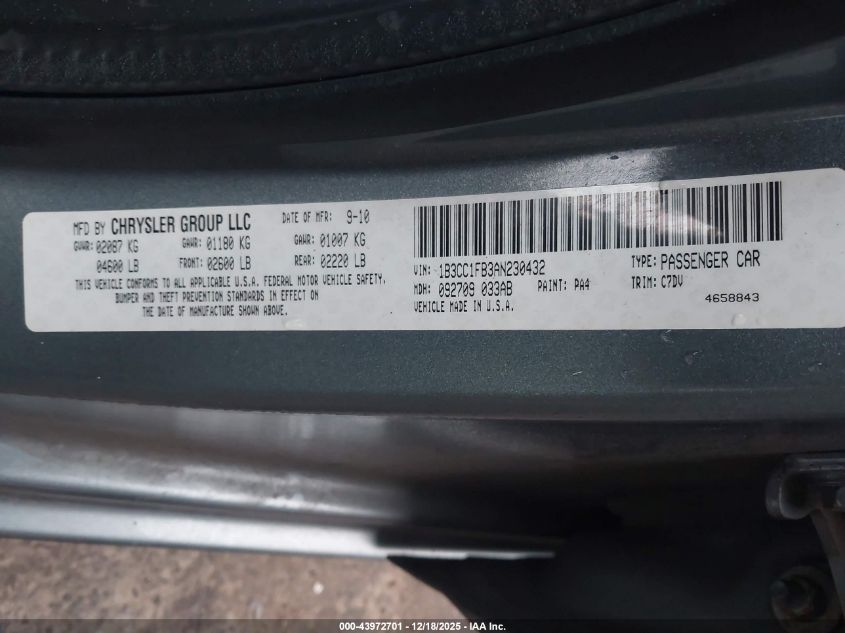 MFD BY CHRYSLER GROUP LLC DATE OF MFR: 9-10
GVWR: 02087 KG GAWR: 01180 KG GAWR: 01007 KG
04600 LB FRONT: 02600 LB REAR: 02220 LB
THIS VEHICLE CONFORMS TO ALL APPLICABLE U.S.A. FEDERAL MOTOR VEHICLE SAFETY,
BUMPER AND THEFT PREVENTION STANDARDS IN EFFECT ON
THE DATE OF MANUFACTURE SHOWN ABOVE.
VIN: 1B3CC1FB3AN230432 TYPE: PASSENGER CAR
MDH: 092709 033AB PAINT: PA4 TRIM: C7DV
VEHICLE MADE IN U.S.A. 4658843
000-43972701 - 12/18/2025 - IAA Inc.